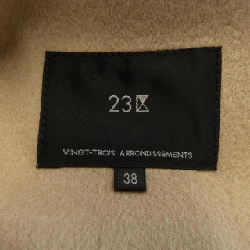 23区
VINGT-TROIS ARRONDISSEMENTS
38